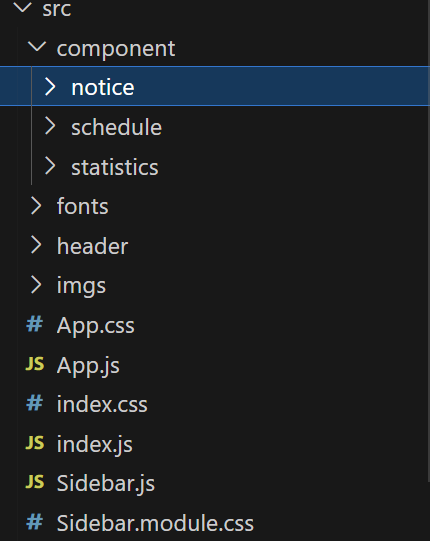 src
component
notice
schedule
statistics
fonts
header
imgs
# App.css
JS App.js
# index.css
JS index.js
JS Sidebar.js
# Sidebar.module.css